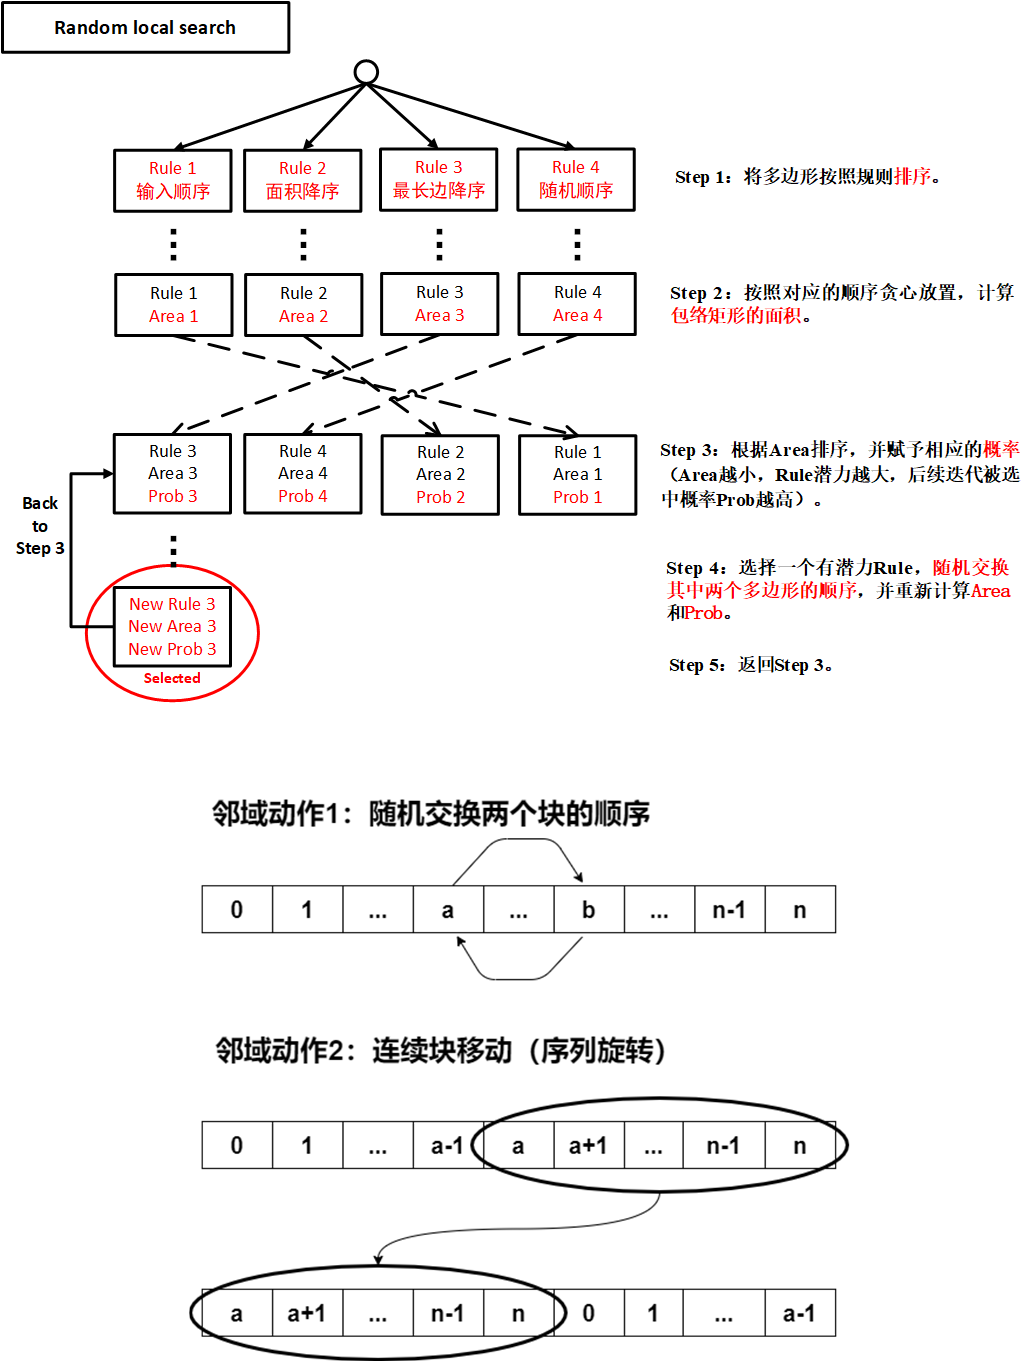 Random local search
Rule 1
输入顺序
Rule 2
面积降序
Rule 3
最长边降序
Rule 4
随机顺序
Step 1：将多边形按照规则排序。
Rule 1
Area 1
Rule 2
Area 2
Rule 3
Area 3
Rule 4
Area 4
Step 2：按照对应的顺序贪心放置，计算
包络矩形的面积。
Rule 3
Area 3
Prob 3
Rule 4
Area 4
Prob 4
Rule 2
Area 2
Prob 2
Rule 1
Area 1
Prob 1
Step 3：根据Area排序，并赋予相应的概率
（Area越小，Rule潜力越大，后续迭代被选
中概率Prob越高）。
Back
to
Step 3
New Rule 3
New Area 3
New Prob 3
Selected
Step 4：选择一个有潜力Rule，随机交换
其中两个多边形的顺序，并重新计算Area
和Prob。
Step 5：返回Step 3。
邻域动作1：随机交换两个块的顺序
0 1 ... a ... b ... n-1 n
邻域动作2：连续块移动（序列旋转）
0 1 ... a-1 a a+1 ... n-1 n
a a+1 ... n-1 n 0 1 ... a-1